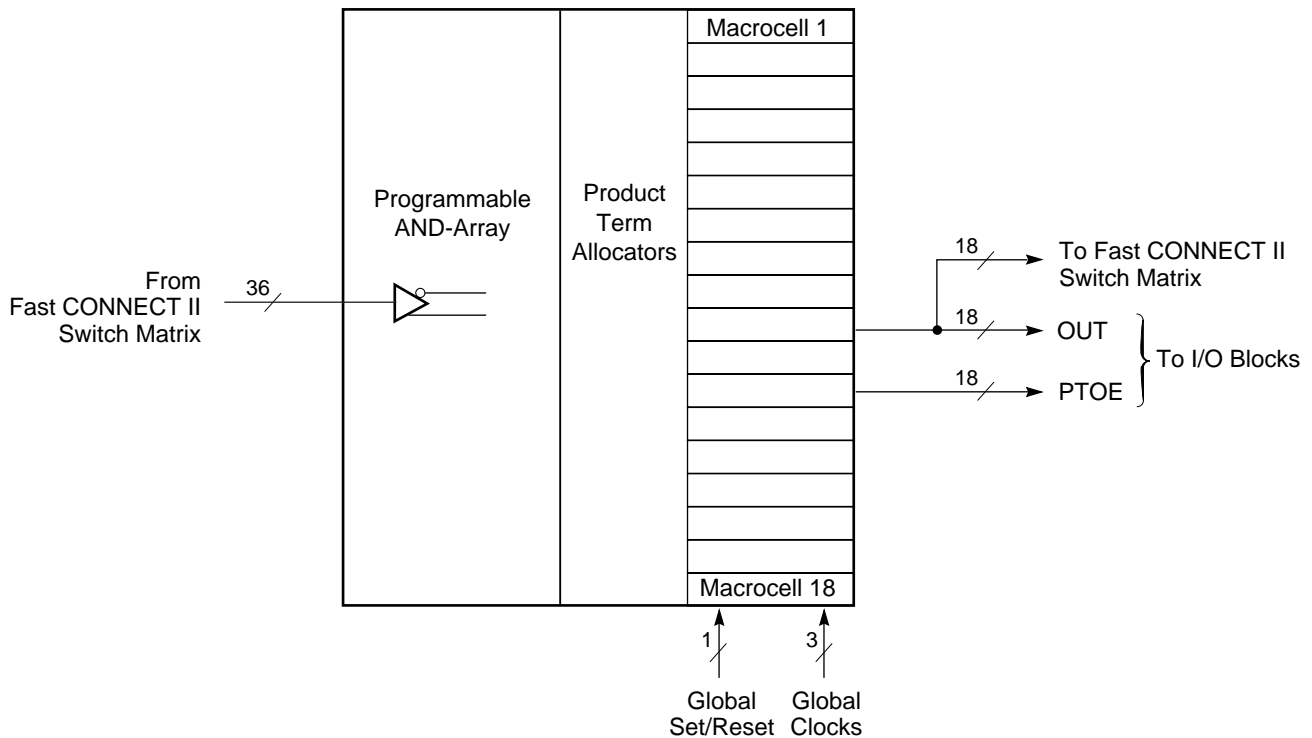 Macrocell 1
Programmable
AND-Array
Product
Term
Allocators
From
Fast CONNECT II
Switch Matrix
36
18
To Fast CONNECT II
Switch Matrix
18
OUT
To I/O Blocks
18
PTOE
Macrocell 18
1
3
Global
Set/Reset
Global
Clocks